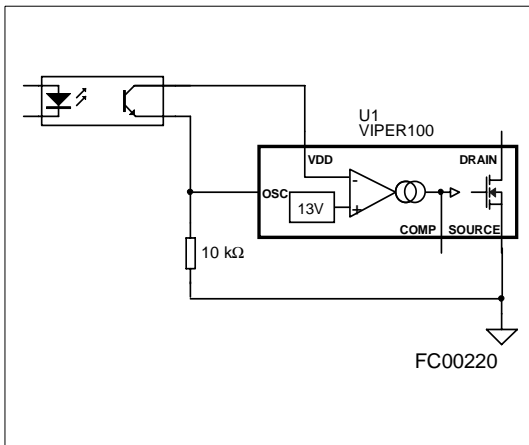 U1
VIPER100
VDD
DRAIN
-
OSC
13V
+
COMP
SOURCE
10 kΩ
FC00220